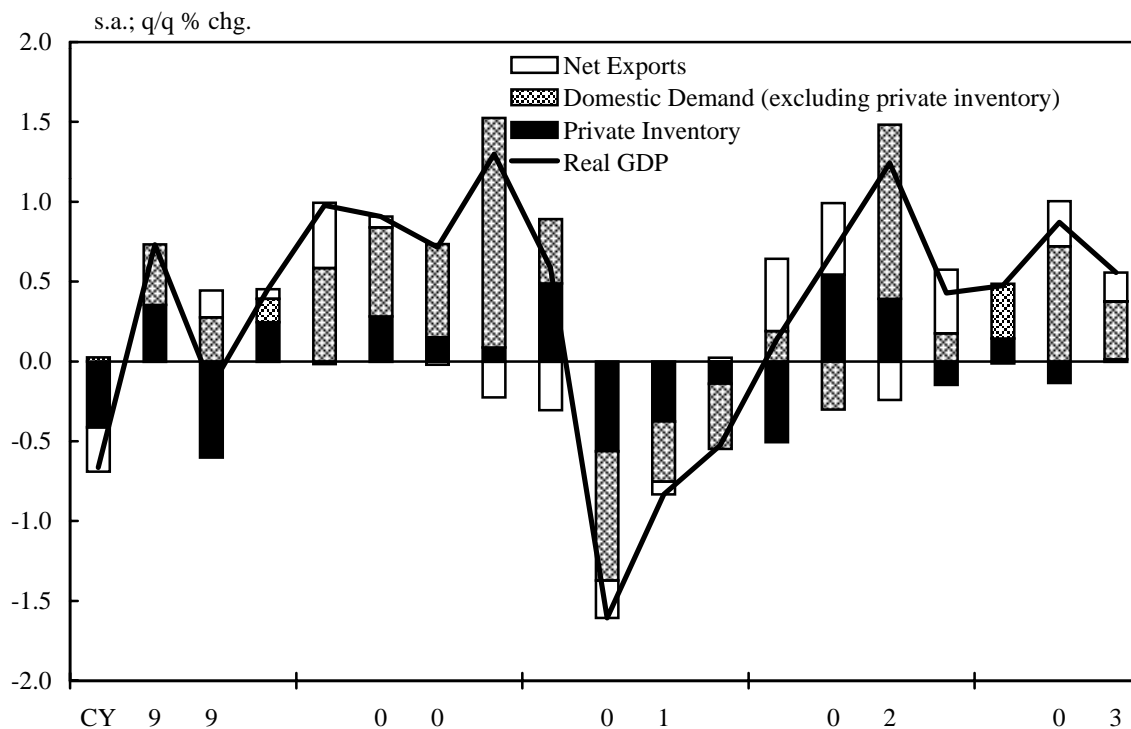 s.a.; q/q % chg.
2.0
Net Exports
Domestic Demand (excluding private inventory)
1.5
Private Inventory
Real GDP
1.0
0.5
0.0
-0.5
-1.0
-1.5
-2.0
CY 9 9 0 0 0 1 0 2 0 3